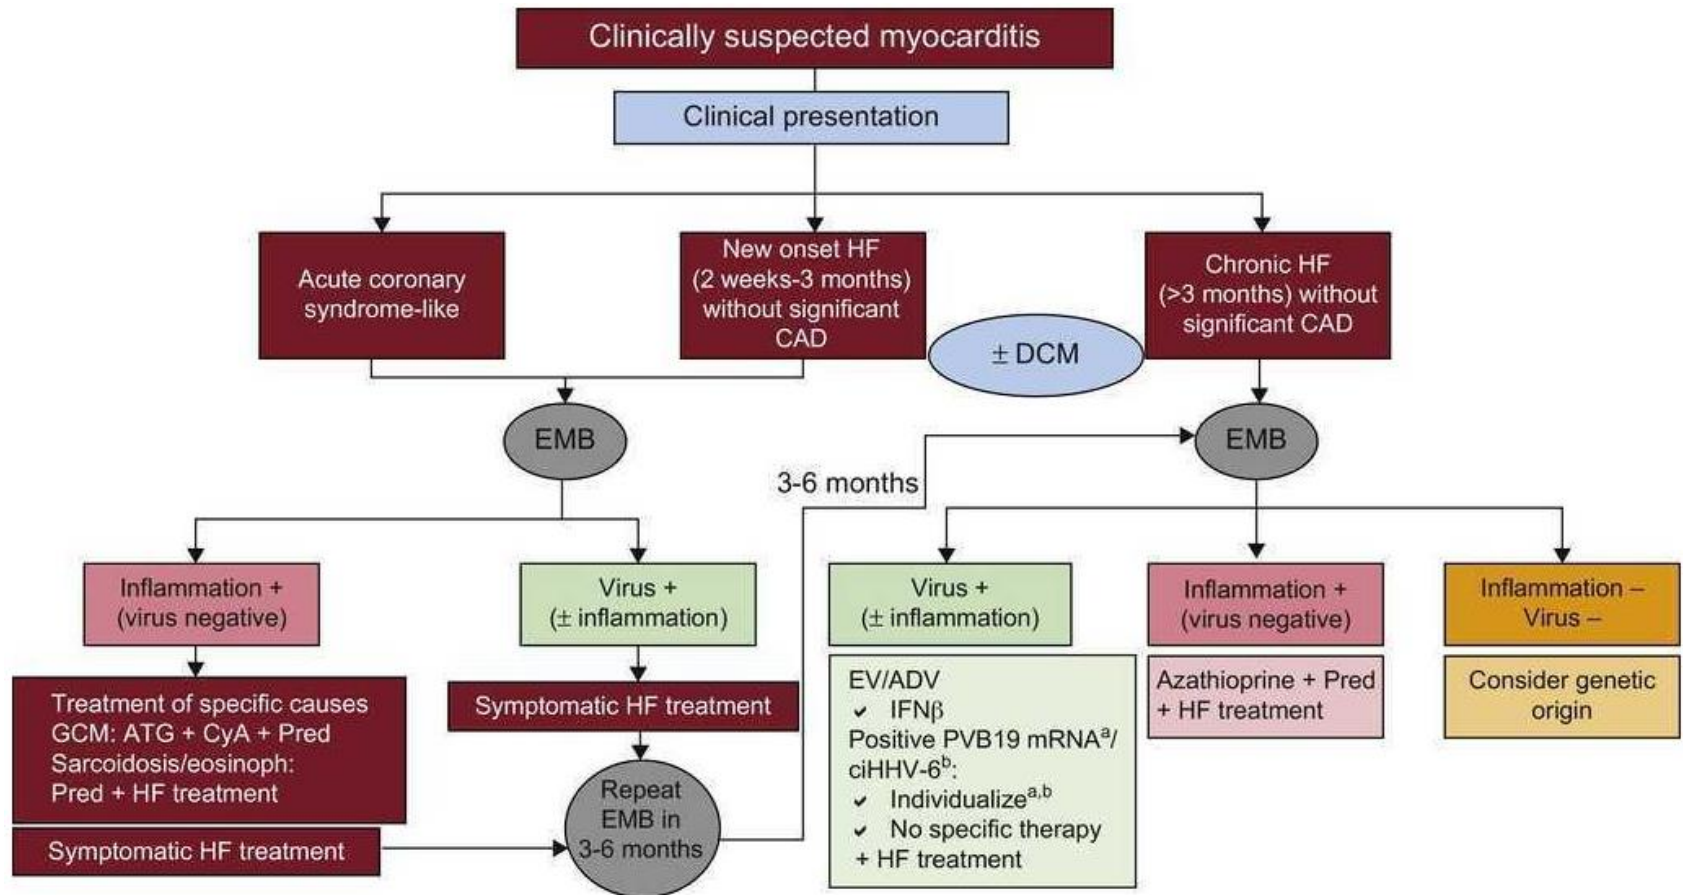 Clinically suspected myocarditis
Clinical presentation
Acute coronary
syndrome-like
New onset HF
(2 weeks-3 months)
without significant
CAD
± DCM
Chronic HF
(>3 months) without
significant CAD
EMB
EMB
3-6 months
Inflammation +
(virus negative)
Virus +
(± inflammation)
Virus +
(± inflammation)
Inflammation +
(virus negative)
Inflammation –
Virus –
Treatment of specific causes
GCM: ATG + CyA + Pred
Sarcoidosis/eosinoph:
Pred + HF treatment
Symptomatic HF treatment
Symptomatic HF treatment
Repeat
EMB in
3-6 months
EV/ADV
✓ IFNβ
Positive PVB19 mRNAᵃ/
ciHHV-6ᵇ:
✓ Individualizeᵃ,ᵇ
✓ No specific therapy
+ HF treatment
Azathioprine + Pred
+ HF treatment
Consider genetic
origin